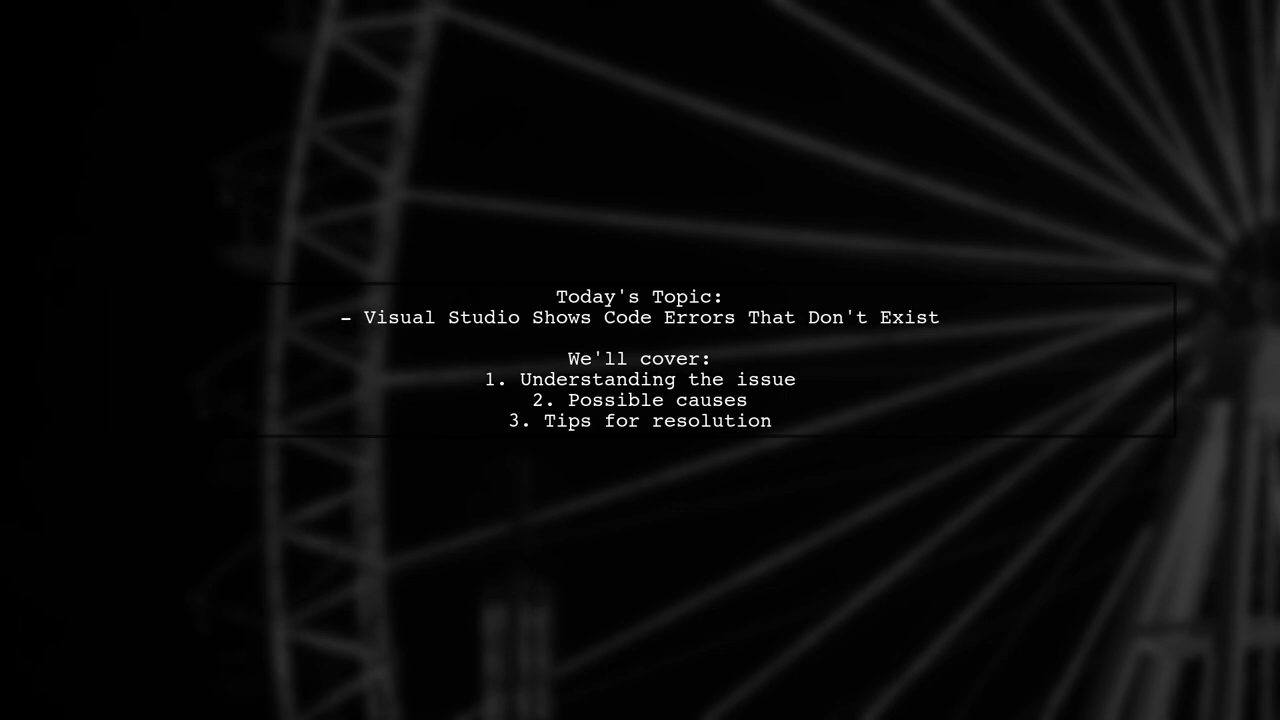 Today's Topic:
- Visual Studio Shows Code Errors That Don't Exist
We'll cover:
1. Understanding the issue
2. Possible causes
3. Tips for resolution